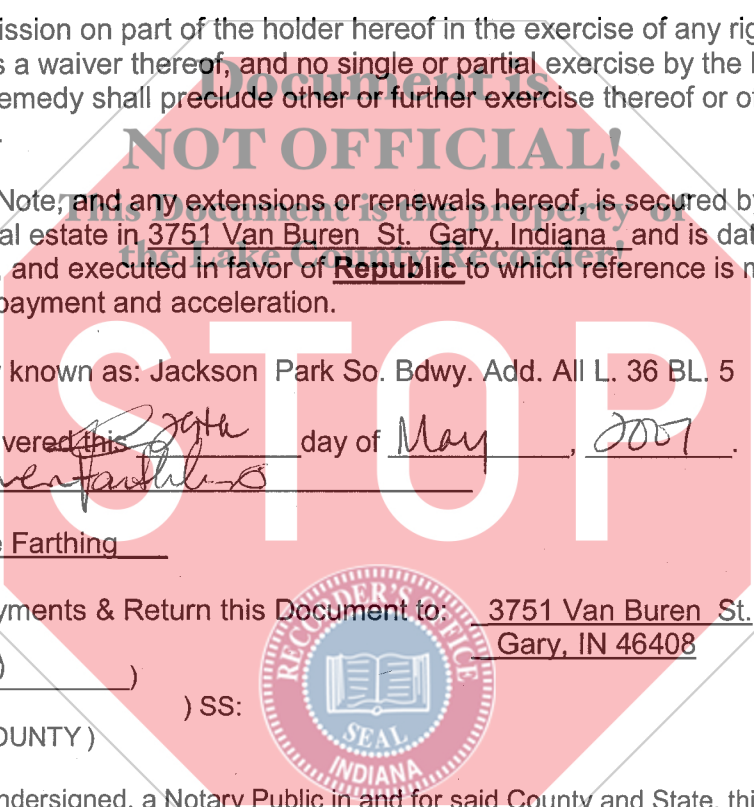 ission on part of the holder hereof in the exercise of any rig
s a waiver thereof, and no single or partial exercise by the
Document is
emedy shall preclude other or further exercise thereof or o
NOT OFFICIAL!
Note, and any extensions or renewals hereof, is secured b
This Document is the property of
al estate in 3751 Van Buren St. Gary, Indiana and is dat
the Lake County Recorder!
, and executed in favor of Republic to which reference is
payment and acceleration.
STOP
known as: Jackson Park So. Bdwy. Add. All L. 36 BL. 5
vered this day of May, 2007.
Farthing
yments & Return this Document to: 3751 Van Buren St.
Gary, IN 46408
)
) SS:
OUNTY )
RECORDER'S OFFICE
SEAL
INDIANA
ndersigned, a Notary Public in and for said County and State, thi